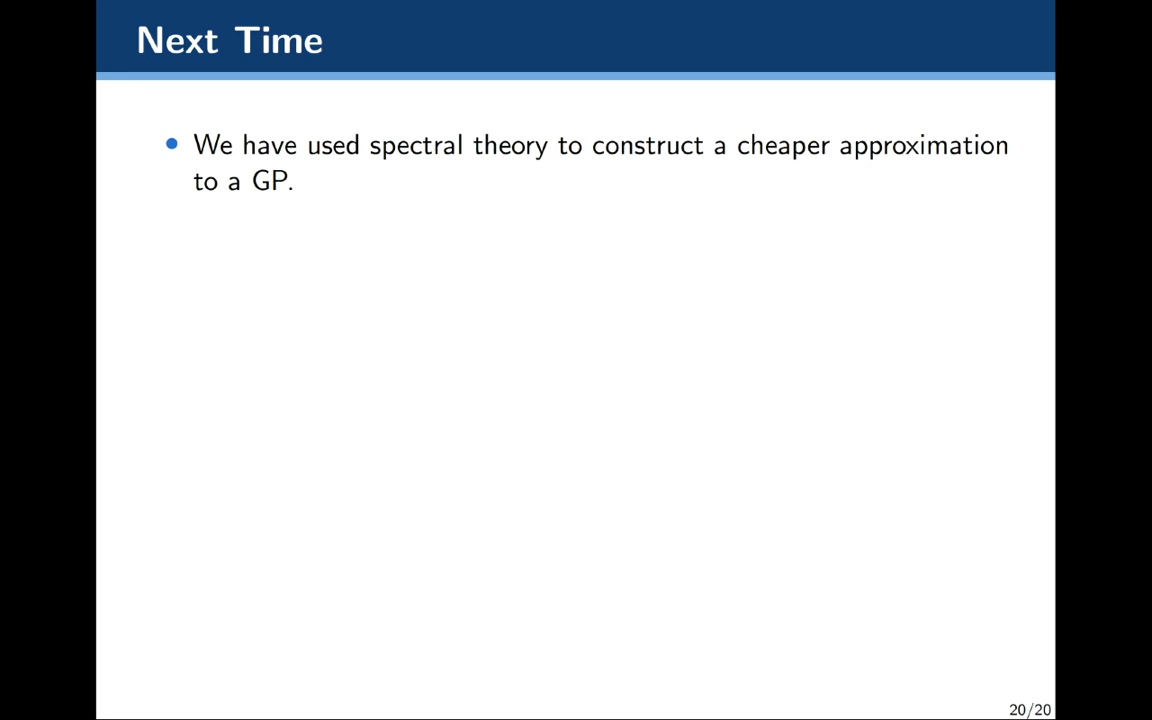 Next Time
• We have used spectral theory to construct a cheaper approximation
to a GP.
20/20